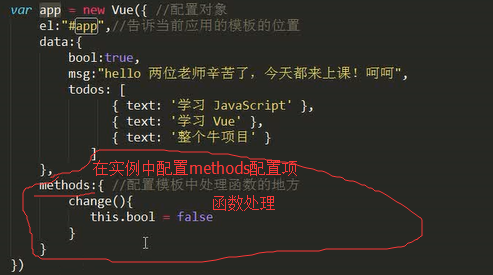 var app = new Vue({ //配置对象
el:"#app",//告诉当前应用的模板的位置
data:{
bool:true,
msg:"hello 两位老师辛苦了，今天都来上课！呵呵",
todos: [
{ text: '学习 JavaScript' },
{ text: '学习 Vue' },
{ text: '整个牛项目' }
]
在实例中配置methods配置项
},
methods:{ //配置模板中处理函数的地方
change(){
函数处理
this.bool = false
}
}
})